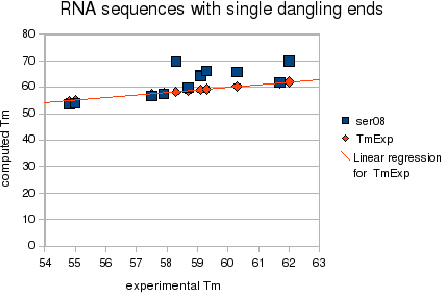 RNA sequences with single dangling ends
80
70
60
50
40
30
20
10
0
computed Tm
54 55 56 57 58 59 60 61 62 63
experimental Tm
ser08
TmExp
Linear regression
for TmExp